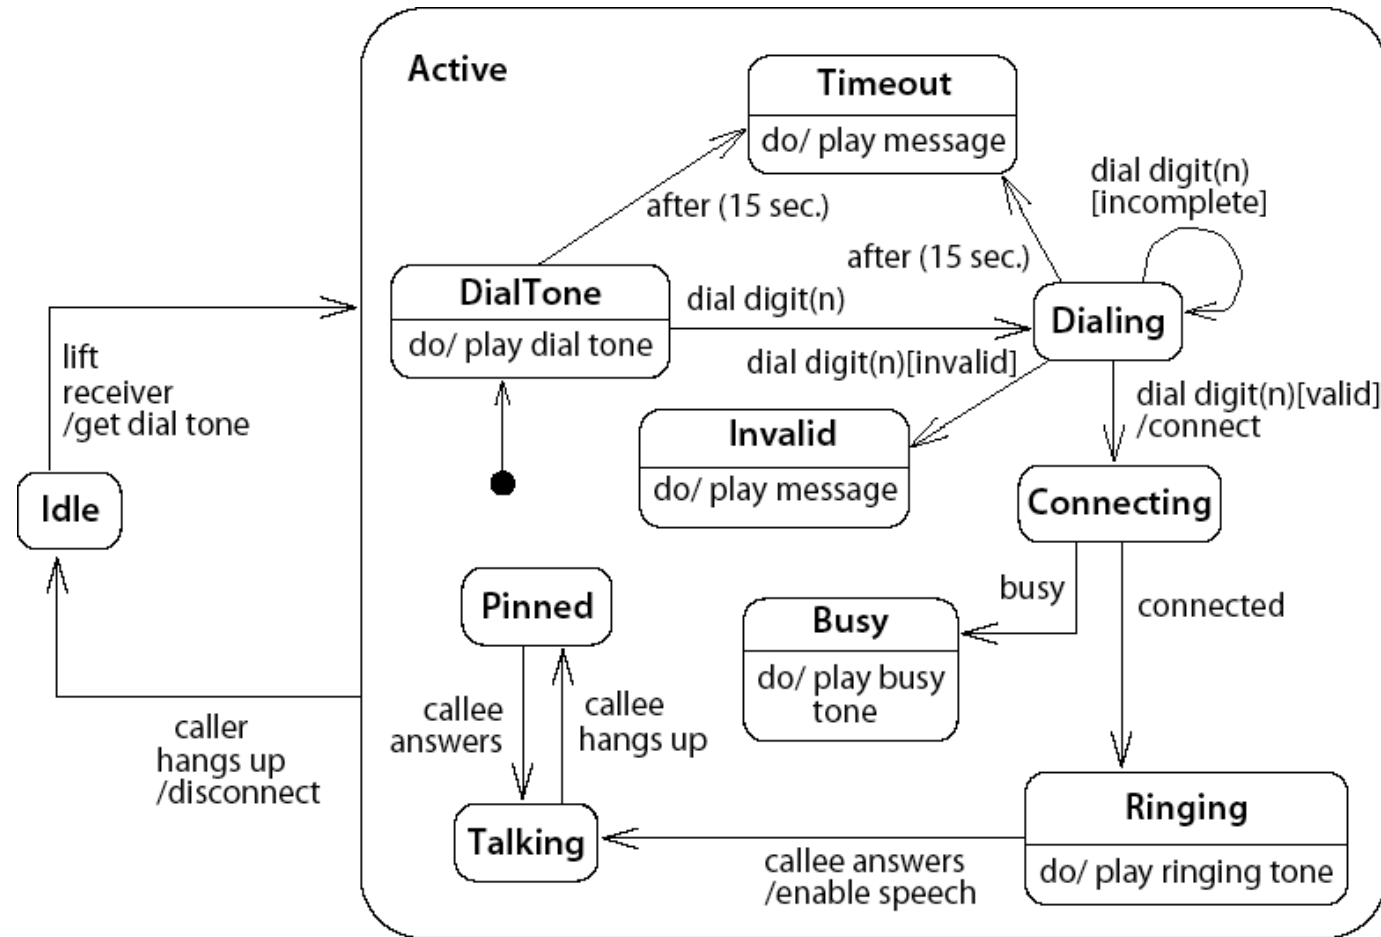 Active
Timeout
do/ play message
dial digit(n)
[incomplete]
after (15 sec.)
after (15 sec.)
DialTone
do/ play dial tone
dial digit(n)
Dialing
lift
receiver
/get dial tone
dial digit(n)[invalid]
dial digit(n)[valid]
/connect
Invalid
do/ play message
Idle
Connecting
Pinned
busy
connected
Busy
do/ play busy
tone
callee
answers
callee
hangs up
caller
hangs up
/disconnect
Talking
callee answers
/enable speech
Ringing
do/ play ringing tone